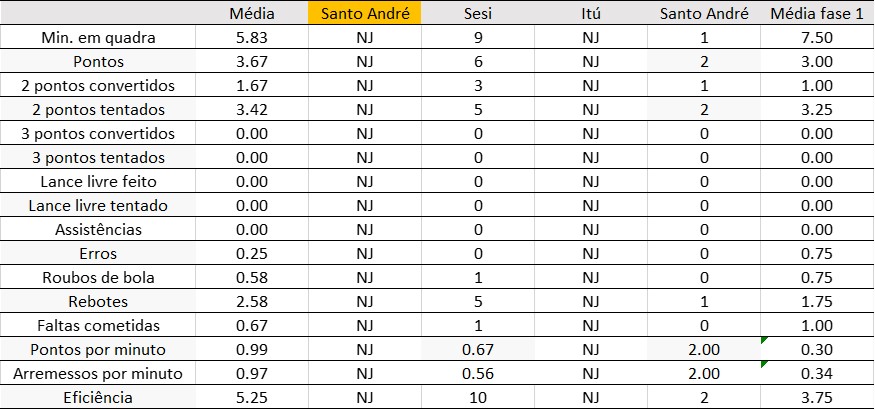 Média Santo André Sesi Itú Santo André Média fase 1
Min. em quadra 5.83 NJ 9 NJ 1 7.50
Pontos 3.67 NJ 6 NJ 2 3.00
2 pontos convertidos 1.67 NJ 3 NJ 1 1.00
2 pontos tentados 3.42 NJ 5 NJ 2 3.25
3 pontos convertidos 0.00 NJ 0 NJ 0 0.00
3 pontos tentados 0.00 NJ 0 NJ 0 0.00
Lance livre feito 0.00 NJ 0 NJ 0 0.00
Lance livre tentado 0.00 NJ 0 NJ 0 0.00
Assistências 0.00 NJ 0 NJ 0 0.00
Erros 0.25 NJ 0 NJ 0 0.75
Roubos de bola 0.58 NJ 1 NJ 0 0.75
Rebotes 2.58 NJ 5 NJ 1 1.75
Faltas cometidas 0.67 NJ 1 NJ 0 1.00
Pontos por minuto 0.99 NJ 0.67 NJ 2.00 0.30
Arremessos por minuto 0.97 NJ 0.56 NJ 2.00 0.34
Eficiência 5.25 NJ 10 NJ 2 3.75